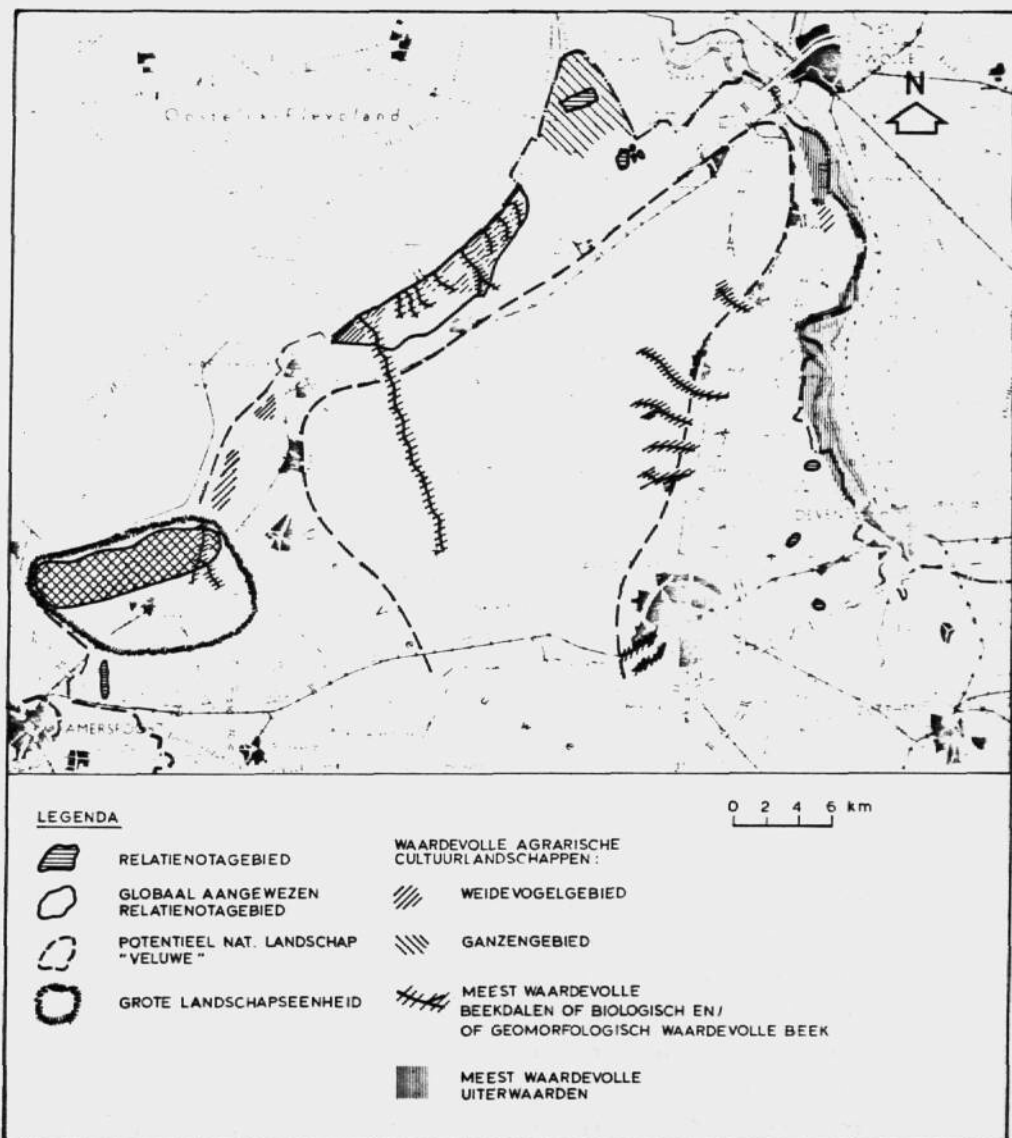 Oostelijk-Flevoland
N
AMERSFO
0 2 4 6 km
LEGENDA
RELATIENOTAGEBIED
GLOBAAL AANGEWEZEN
RELATIENOTAGEBIED
POTENTIEEL NAT. LANDSCHAP
"VELUWE"
GROTE LANDSCHAPSEENHEID
WAARDEVOLLE AGRARISCHE
CULTUURLANDSCHAPPEN :
WEIDEVOGELGEBIED
GANZENGEBIED
MEEST WAARDEVOLLE
BEEKDALEN OF BIOLOGISCH EN/
OF GEOMORFOLOGISCH WAARDEVOLLE BEEK
MEEST WAARDEVOLLE
UITERWAARDEN